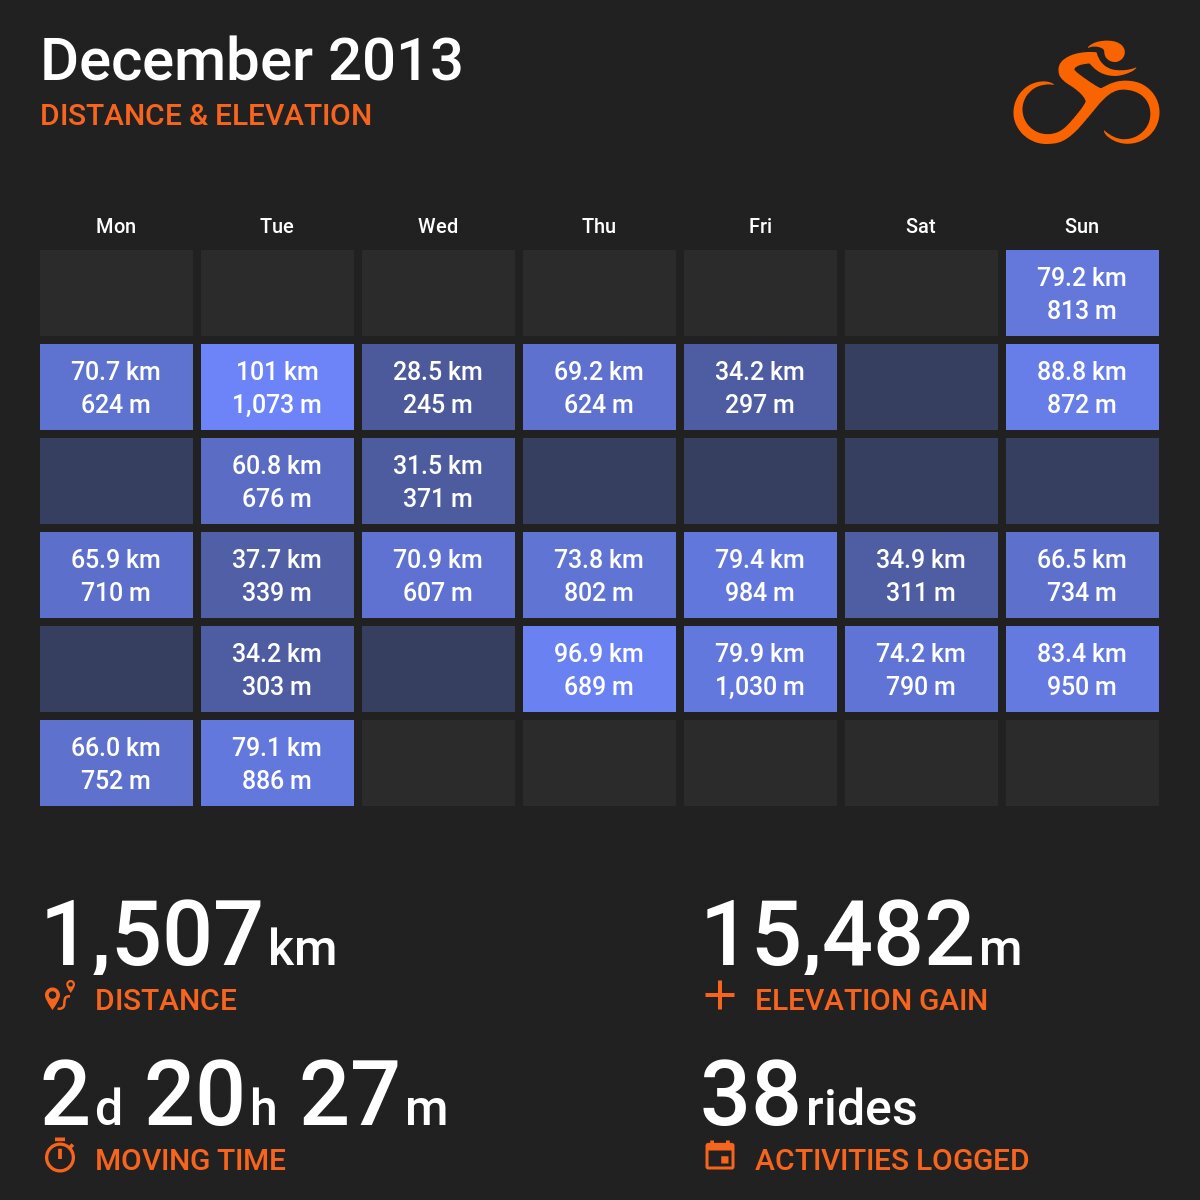 December 2013
DISTANCE & ELEVATION
Mon Tue Wed Thu Fri Sat Sun
79.2 km
813 m
70.7 km 101 km 28.5 km 69.2 km 34.2 km 88.8 km
624 m 1,073 m 245 m 624 m 297 m 872 m
60.8 km 31.5 km
676 m 371 m
65.9 km 37.7 km 70.9 km 73.8 km 79.4 km 34.9 km 66.5 km
710 m 339 m 607 m 802 m 984 m 311 m 734 m
34.2 km 96.9 km 79.9 km 74.2 km 83.4 km
303 m 689 m 1,030 m 790 m 950 m
66.0 km 79.1 km
752 m 886 m
1,507 km 15,482 m
DISTANCE ELEVATION GAIN
2d 20h 27m 38 rides
MOVING TIME ACTIVITIES LOGGED